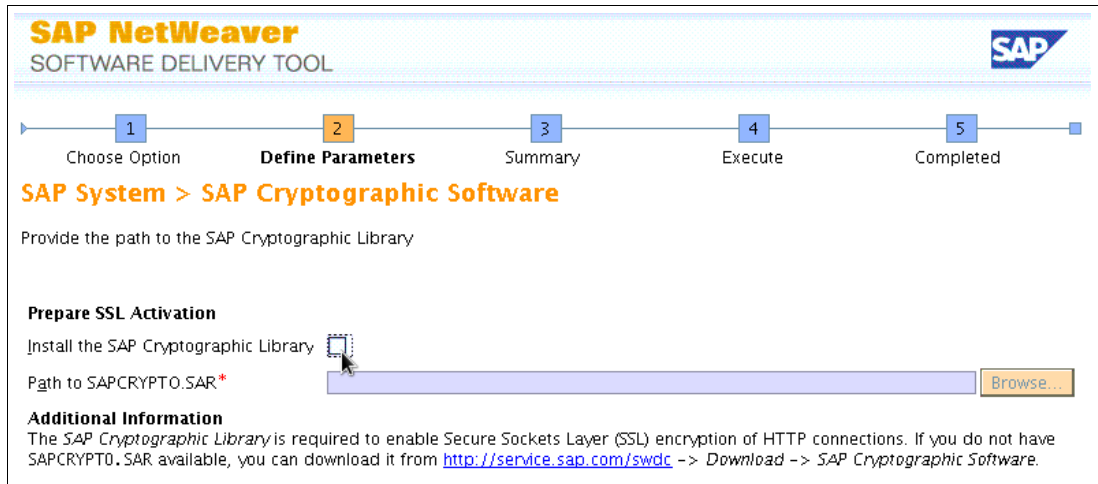 SAP NetWeaver
SOFTWARE DELIVERY TOOL
SAP
1 2 3 4 5
Choose Option Define Parameters Summary Execute Completed
SAP System > SAP Cryptographic Software
Provide the path to the SAP Cryptographic Library
Prepare SSL Activation
Install the SAP Cryptographic Library
Path to SAPCRYPTO.SAR*
Browse...
Additional Information
The SAP Cryptographic Library is required to enable Secure Sockets Layer (SSL) encryption of HTTP connections. If you do not have
SAPCRYPTO.SAR available, you can download it from http://service.sap.com/swdc -> Download -> SAP Cryptographic Software.